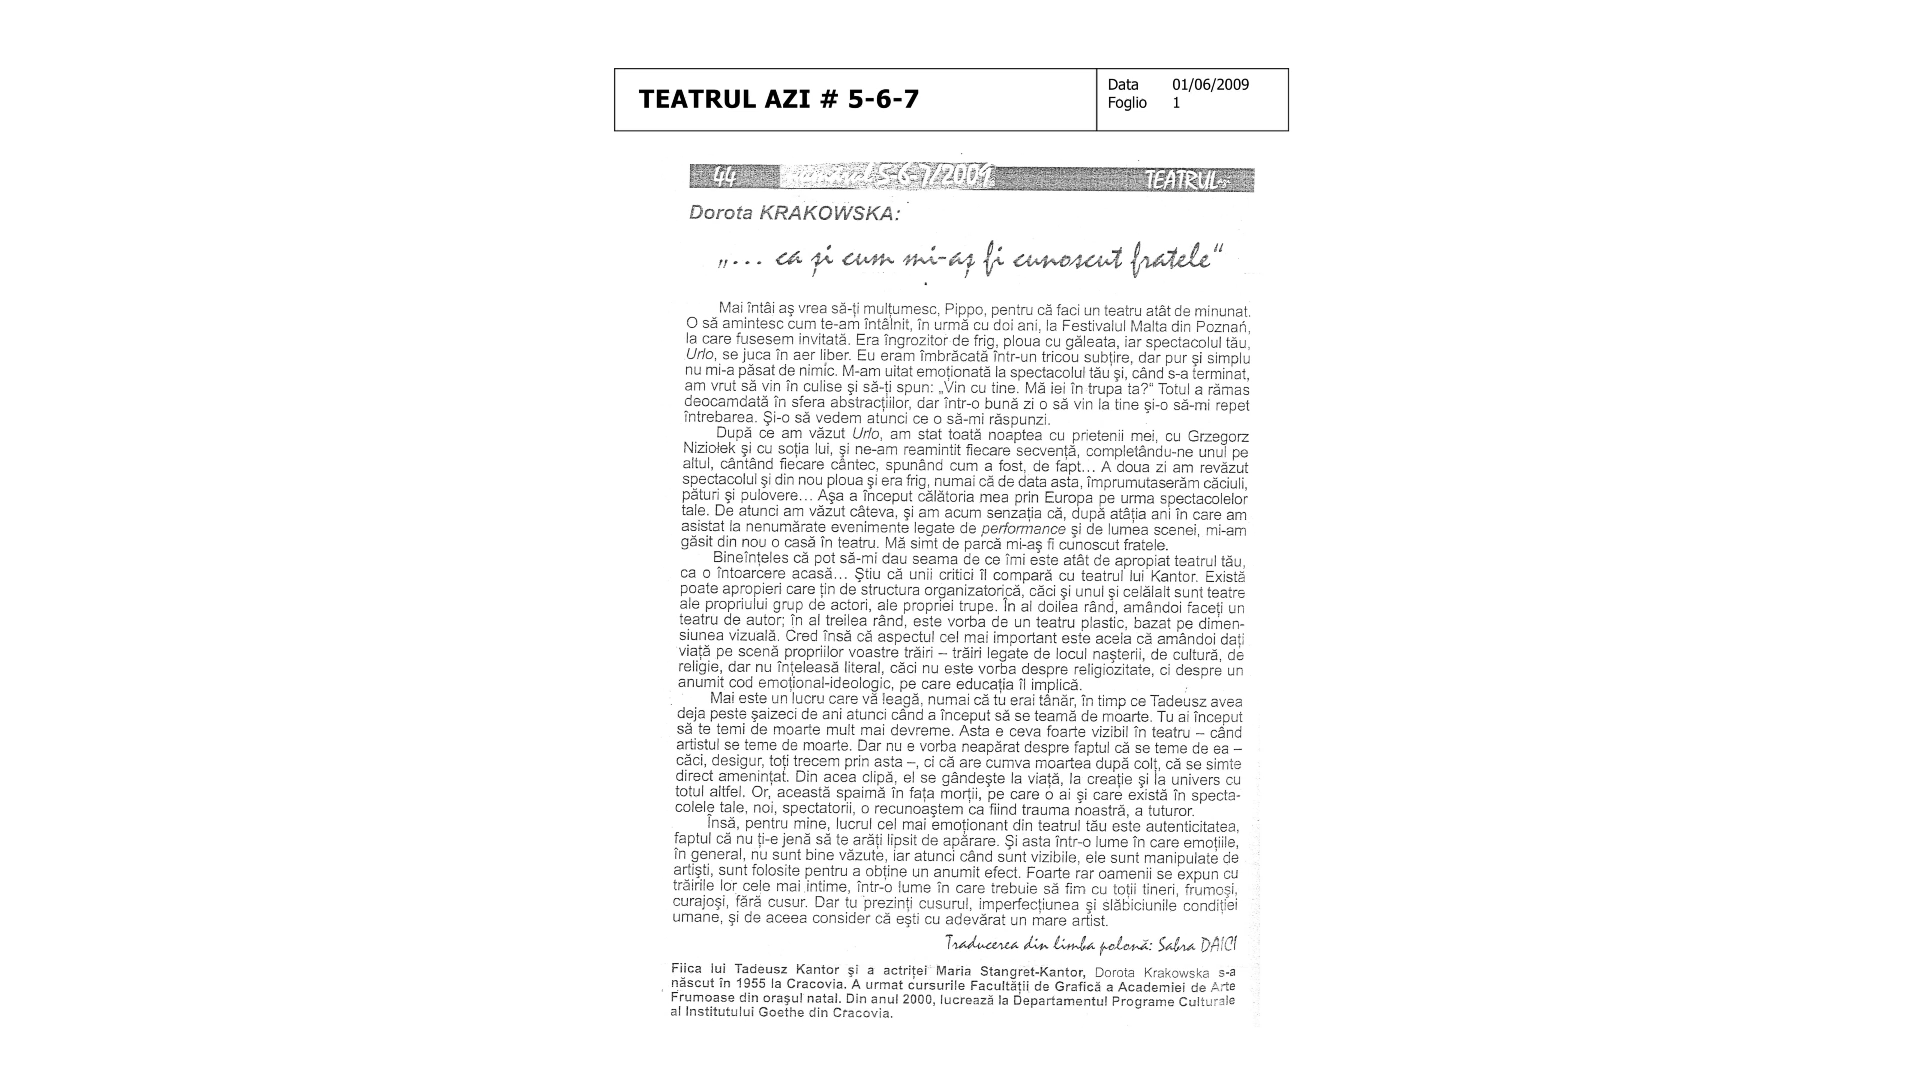 TEATRUL AZI # 5-6-7
Data 01/06/2009
Foglio 1
44
5-6-7/2009
TEATRUL azi
Dorota KRAKOWSKA:
„... ca și cum mi-aș fi cunoscut fratele“
Mai întâi aş vrea să-ţi mulţumesc, Pippo, pentru că faci un teatru atât de minunat.
O să amintesc cum te-am întâlnit, în urmă cu doi ani, la Festivalul Malta din Poznań,
la care fusesem invitată. Era îngrozitor de frig, ploua cu găleata, iar spectacolul tău,
Urlo, se juca în aer liber. Eu eram îmbrăcată într-un tricou subţire, dar pur şi simplu
nu mi-a păsat de nimic. M-am uitat emoţionată la spectacolul tău şi, când s-a terminat,
am vrut să vin în culise şi să-ţi spun: „Vin cu tine. Mă iei în trupa ta?“ Totul a rămas
deocamdată în sfera abstracţiilor, dar într-o bună zi o să vin la tine şi-o să-mi repet
întrebarea. Şi-o să vedem atunci ce o să-mi răspunzi.
După ce am văzut Urlo, am stat toată noaptea cu prietenii mei, cu Grzegorz
Niziołek şi cu soţia lui, şi ne-am reamintit fiecare secvenţă, completându-ne unul pe
altul, cântând fiecare cântec, spunând cum a fost, de fapt... A doua zi am revăzut
spectacolul şi din nou ploua şi era frig, numai că de data asta, împrumutaserăm căciuli,
pături şi pulovere... Aşa a început călătoria mea prin Europa pe urma spectacolelor
tale. De atunci am văzut câteva, şi am acum senzaţia că, după atâţia ani în care am
asistat la nenumărate evenimente legate de performance şi de lumea scenei, mi-am
găsit din nou o casă în teatru. Mă simt de parcă mi-aş fi cunoscut fratele.
Bineînţeles că pot să-mi dau seama de ce îmi este atât de apropiat teatrul tău,
ca o întoarcere acasă... Ştiu că unii critici îl compară cu teatrul lui Kantor. Există
poate apropieri care ţin de structura organizatorică, căci şi unul şi celălalt sunt teatre
ale propriului grup de actori, ale propriei trupe. În al doilea rând, amândoi faceţi un
teatru de autor; în al treilea rând, este vorba de un teatru plastic, bazat pe dimen-
siunea vizuală. Cred însă că aspectul cel mai important este acela că amândoi daţi
viaţă pe scenă propriilor voastre trăiri – trăiri legate de locul naşterii, de cultură, de
religie, dar nu înţeleasă literal, căci nu este vorba despre religiozitate, ci despre un
anumit cod emoţional-ideologic, pe care educaţia îl implică.
Mai este un lucru care vă leagă, numai că tu erai tânăr, în timp ce Tadeusz avea
deja peste şaizeci de ani atunci când a început să se teamă de moarte. Tu ai început
să te temi de moarte mult mai devreme. Asta e ceva foarte vizibil în teatru – când
artistul se teme de moarte. Dar nu e vorba neapărat despre faptul că se teme de ea –
căci, desigur, toţi trecem prin asta –, ci că are cumva moartea după colţ, că se simte
direct ameninţat. Din acea clipă, el se gândeşte la viaţă, la creaţie şi la univers cu
totul altfel. Or, această spaimă în faţa morţii, pe care o ai şi care există în specta-
colele tale, noi, spectatorii, o recunoaştem ca fiind trauma noastră, a tuturor.
Însă, pentru mine, lucrul cel mai emoţionant din teatrul tău este autenticitatea,
faptul că nu ţi-e jenă să te arăţi lipsit de apărare. Şi asta într-o lume în care emoţiile,
în general, nu sunt bine văzute, iar atunci când sunt vizibile, ele sunt manipulate de
artişti, sunt folosite pentru a obţine un anumit efect. Foarte rar oamenii se expun cu
trăirile lor cele mai intime, într-o lume în care trebuie să fim cu toţii tineri, frumoşi,
curajoşi, fără cusur. Dar tu prezinţi cusurul, imperfecţiunea şi slăbiciunile condiţiei
umane, şi de aceea consider că eşti cu adevărat un mare artist.
Traducerea din limba polonă: Sabra DAICI
Fiica lui Tadeusz Kantor şi a actriţei Maria Stangret-Kantor, Dorota Krakowska s-a
născut în 1955 la Cracovia. A urmat cursurile Facultăţii de Grafică a Academiei de Arte
Frumoase din oraşul natal. Din anul 2000, lucrează la Departamentul Programe Culturale
al Institutului Goethe din Cracovia.